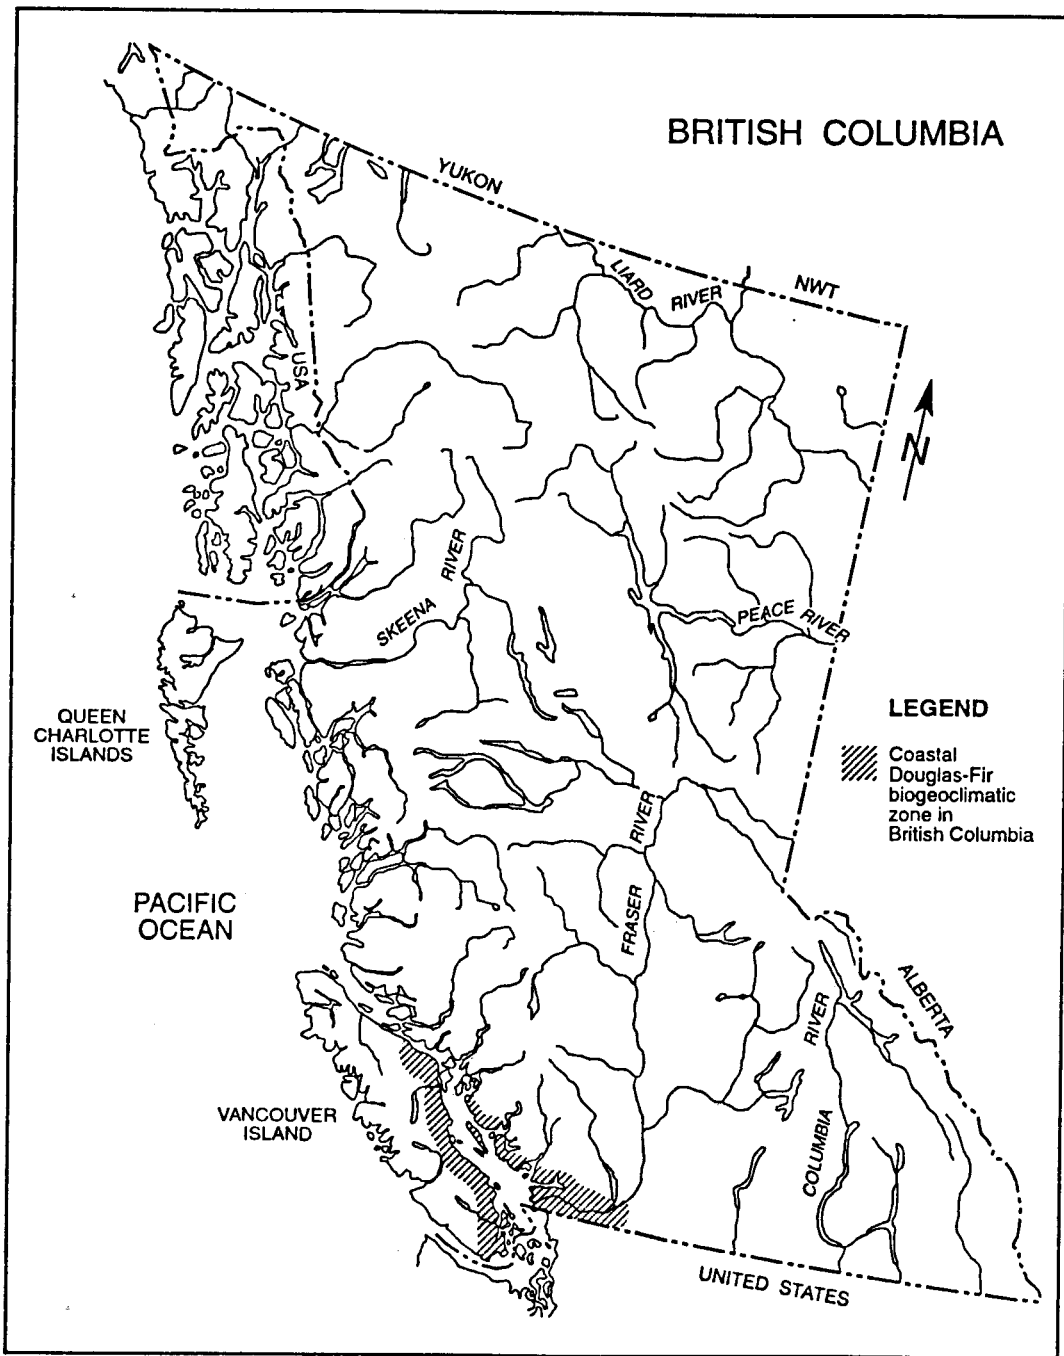 BRITISH COLUMBIA
YUKON
LIARD RIVER
NWT
USA
N
SKEENA RIVER
PEACE RIVER
QUEEN
CHARLOTTE
ISLANDS
LEGEND
Coastal
Douglas-Fir
biogeoclimatic
zone in
British Columbia
FRASER RIVER
PACIFIC
OCEAN
ALBERTA
VANCOUVER
ISLAND
COLUMBIA RIVER
UNITED STATES